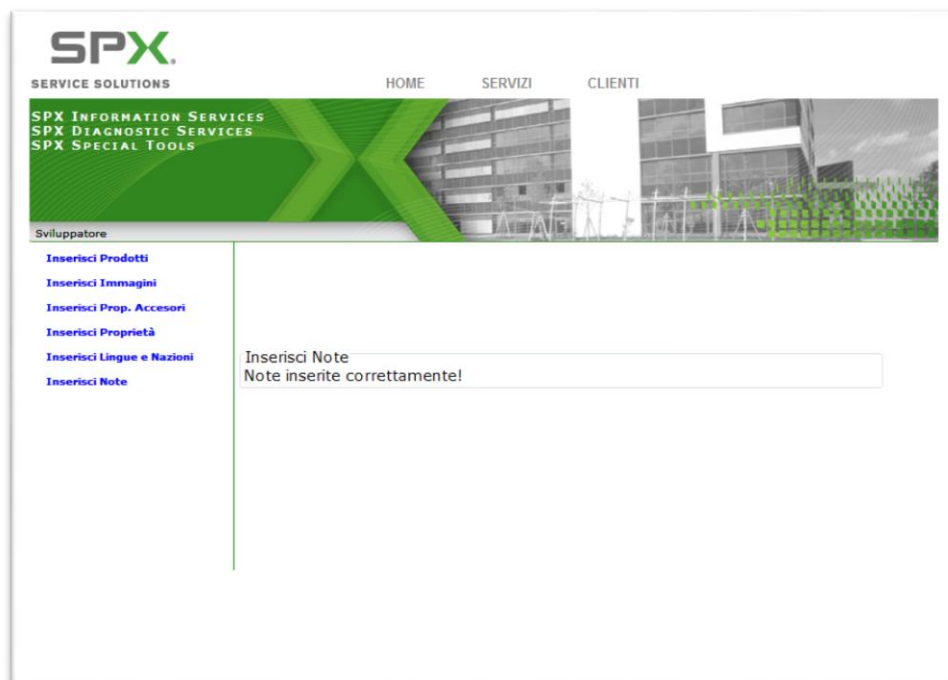 SPX.
SERVICE SOLUTIONS
HOME SERVIZI CLIENTI
SPX INFORMATION SERVICES
SPX DIAGNOSTIC SERVICES
SPX SPECIAL TOOLS
Sviluppatore
Inserisci Prodotti
Inserisci Immagini
Inserisci Prop. Accesori
Inserisci Proprietà
Inserisci Lingue e Nazioni
Inserisci Note
Inserisci Note
Note inserite correttamente!